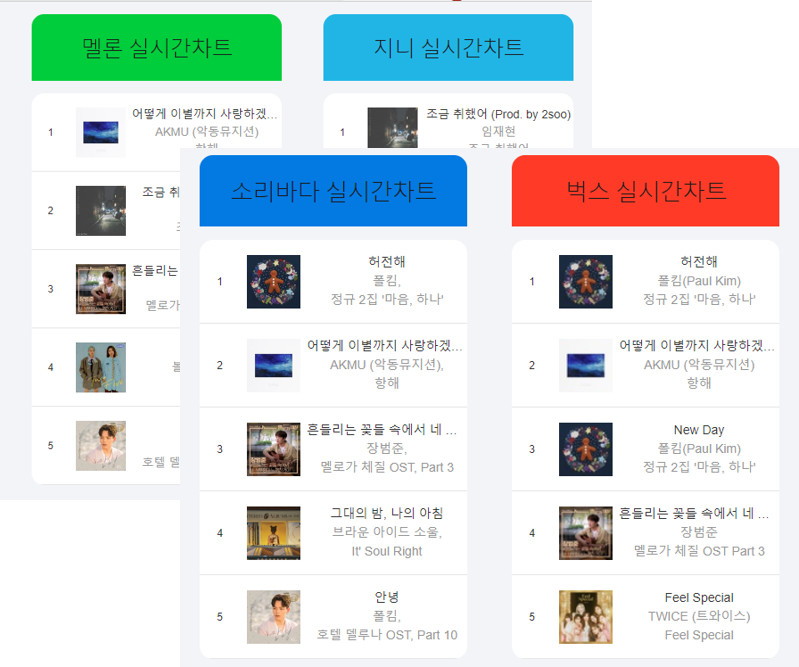 멜론 실시간차트
1
어떻게 이별까지 사랑하겠...
AKMU (악동뮤지션)
항해
2
조금 취
3
흔들리는
멜로가
4
볼
5
호텔 델
지니 실시간차트
1
조금 취했어 (Prod. by 2soo)
임재현
조금 취했어
소리바다 실시간차트
1
허전해
폴킴,
정규 2집 '마음, 하나'
2
어떻게 이별까지 사랑하겠...
AKMU (악동뮤지션),
항해
3
흔들리는 꽃들 속에서 네 ...
장범준,
멜로가 체질 OST, Part 3
4
그대의 밤, 나의 아침
브라운 아이드 소울,
It' Soul Right
5
안녕
폴킴,
호텔 델루나 OST, Part 10
벅스 실시간차트
1
허전해
폴킴(Paul Kim)
정규 2집 '마음, 하나'
2
어떻게 이별까지 사랑하겠...
AKMU (악동뮤지션)
항해
3
New Day
폴킴(Paul Kim)
정규 2집 '마음, 하나'
4
흔들리는 꽃들 속에서 네 ...
장범준
멜로가 체질 OST Part 3
5
Feel Special
TWICE (트와이스)
Feel Special